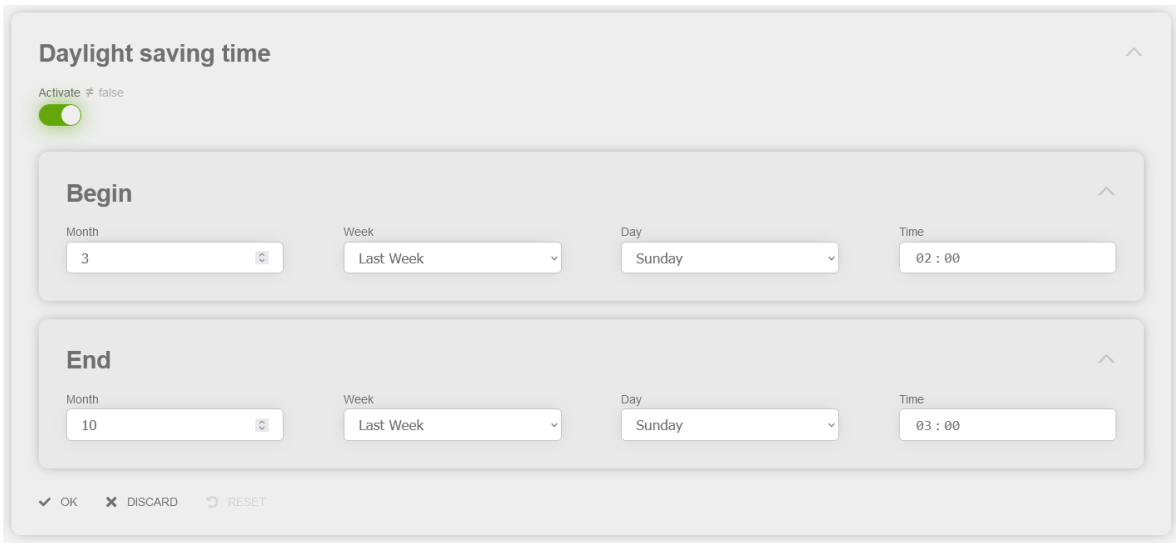 Daylight saving time
Activate ≠ false
Begin
Month Week Day Time
3 Last Week Sunday 02 : 00
End
Month Week Day Time
10 Last Week Sunday 03 : 00
OK DISCARD RESET